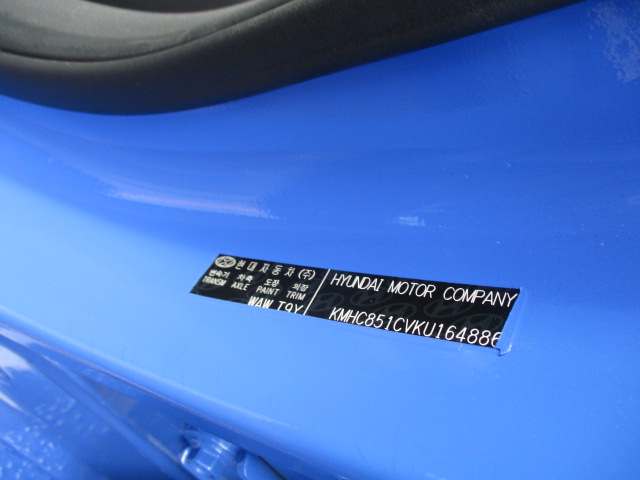 현대자동차(주)
변속기 차축 도장 의장
TRANSM AXLE PAINT TRIM
WAW T9Y
HYUNDAI MOTOR COMPANY
KMHC851CVKU164886